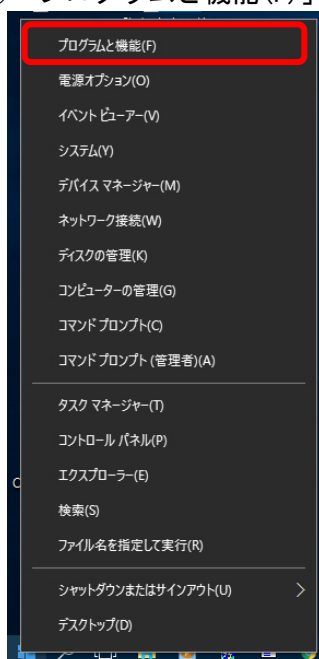 プログラムと機能(F)
電源オプション(O)
イベント ビューアー(V)
システム(Y)
デバイス マネージャー(M)
ネットワーク接続(W)
ディスクの管理(K)
コンピューターの管理(G)
コマンド プロンプト(C)
コマンド プロンプト (管理者)(A)
タスク マネージャー(T)
コントロール パネル(P)
エクスプローラー(E)
検索(S)
ファイル名を指定して実行(R)
シャットダウンまたはサインアウト(U)
デスクトップ(D)